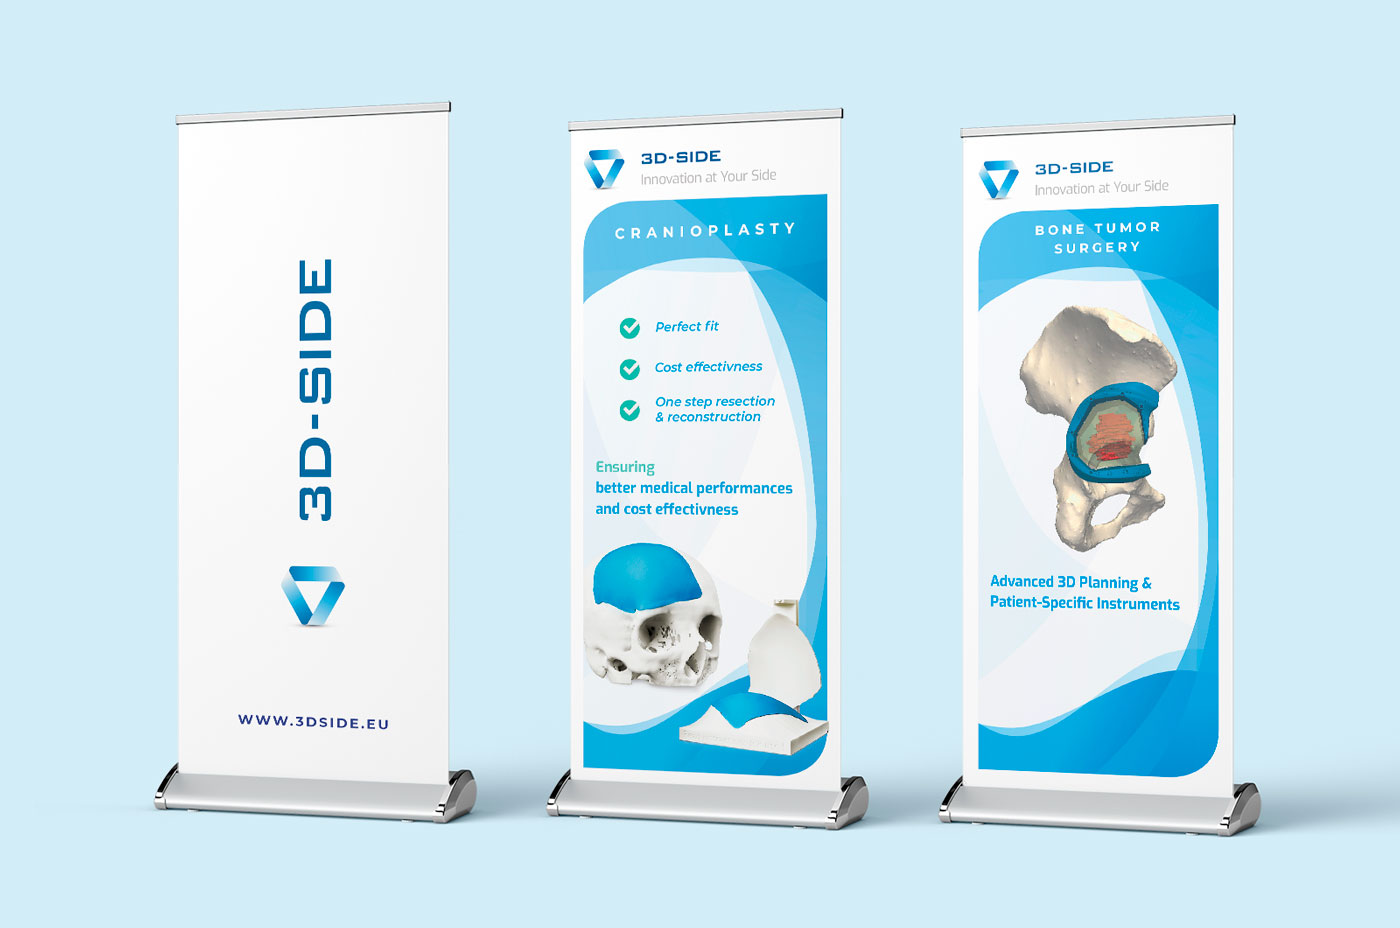 3D-SIDE
WWW.3DSIDE.EU
3D-SIDE
Innovation at Your Side
CRANIOPLASTY
Perfect fit
Cost effectivness
One step resection
& reconstruction
Ensuring
better medical performances
and cost effectivness
3D-SIDE
Innovation at Your Side
BONE TUMOR
SURGERY
Advanced 3D Planning &
Patient-Specific Instruments